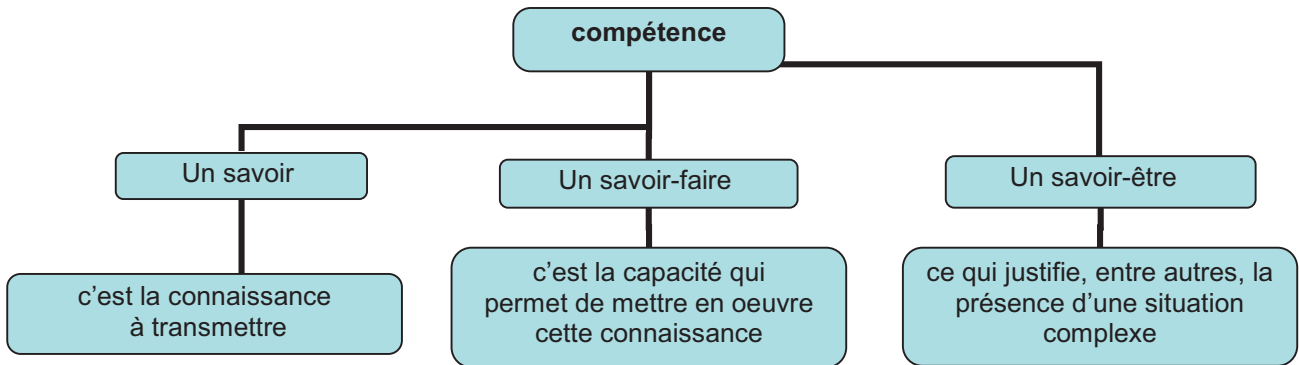 compétence
Un savoir
Un savoir-faire
Un savoir-être
c’est la connaissance
à transmettre
c’est la capacité qui
permet de mettre en oeuvre
cette connaissance
ce qui justifie, entre autres, la
présence d’une situation
complexe